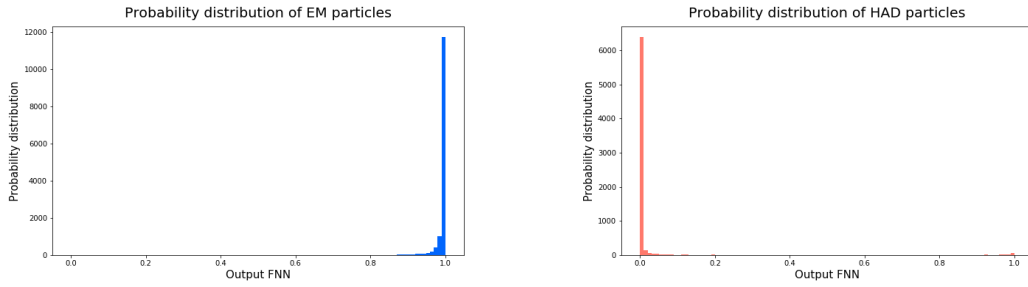 Probability distribution of EM particles
Probability distribution
12000
10000
8000
6000
4000
2000
0
0.0 0.2 0.4 0.6 0.8 1.0
Output FNN
Probability distribution of HAD particles
Probability distribution
6000
5000
4000
3000
2000
1000
0
0.0 0.2 0.4 0.6 0.8 1.0
Output FNN